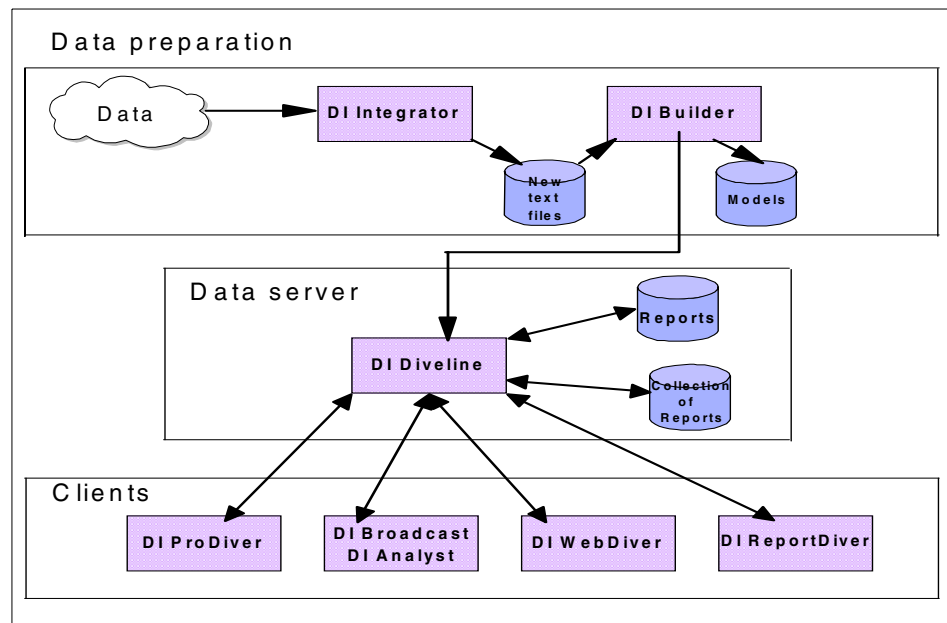 Data preparation
Data
DI Integrator
DI Builder
New
text
files
Models
Data server
Reports
DI Diveline
Collection
of
Reports
Clients
DI ProDiver
DI Broadcast
DI Analyst
DI WebDiver
DI ReportDiver